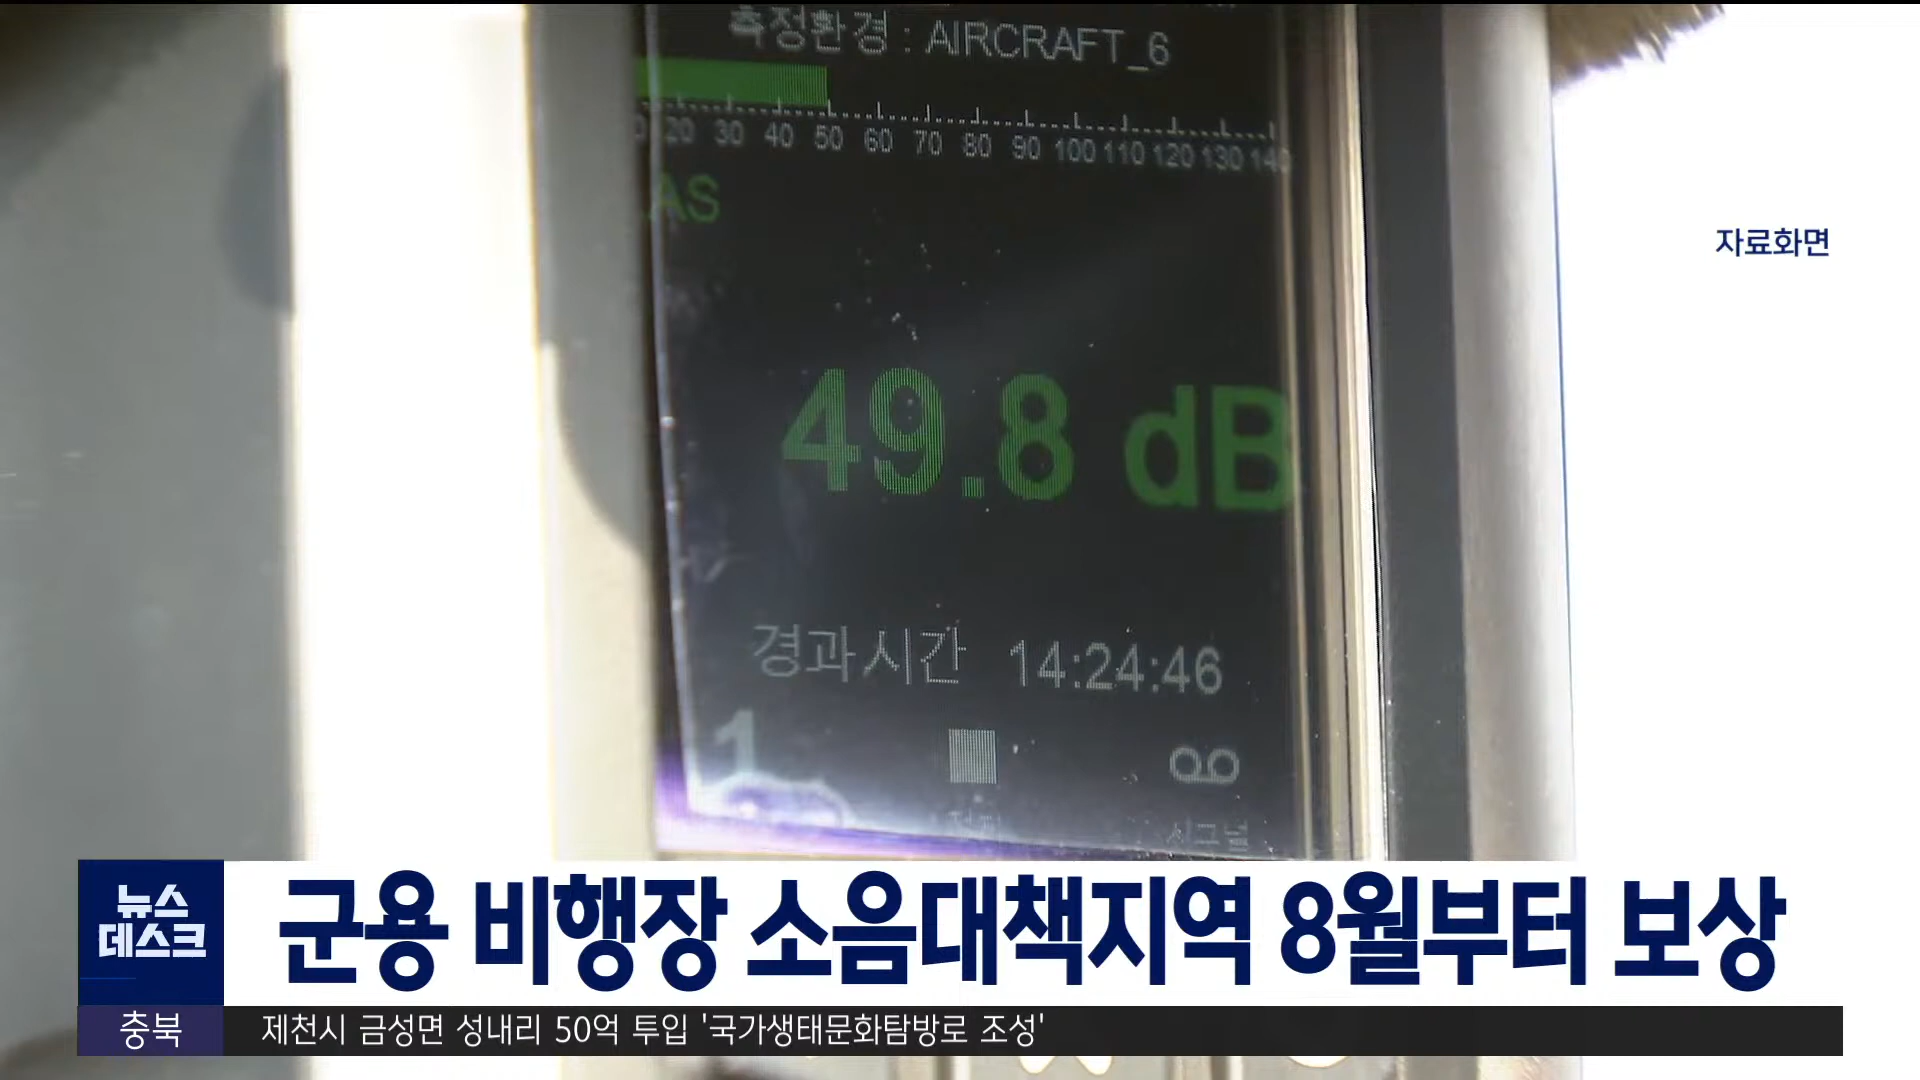 측정환경 : AIRCRAFT_6
20 30 40 50 60 70 80 90 100 110 120 130 140
AS
자료화면
49.8 dB
경과시간 14:24:46
1
시그널
뉴스
데스크
군용 비행장 소음대책지역 8월부터 보상
충북
제천시 금성면 성내리 50억 투입 '국가생태문화탐방로 조성'